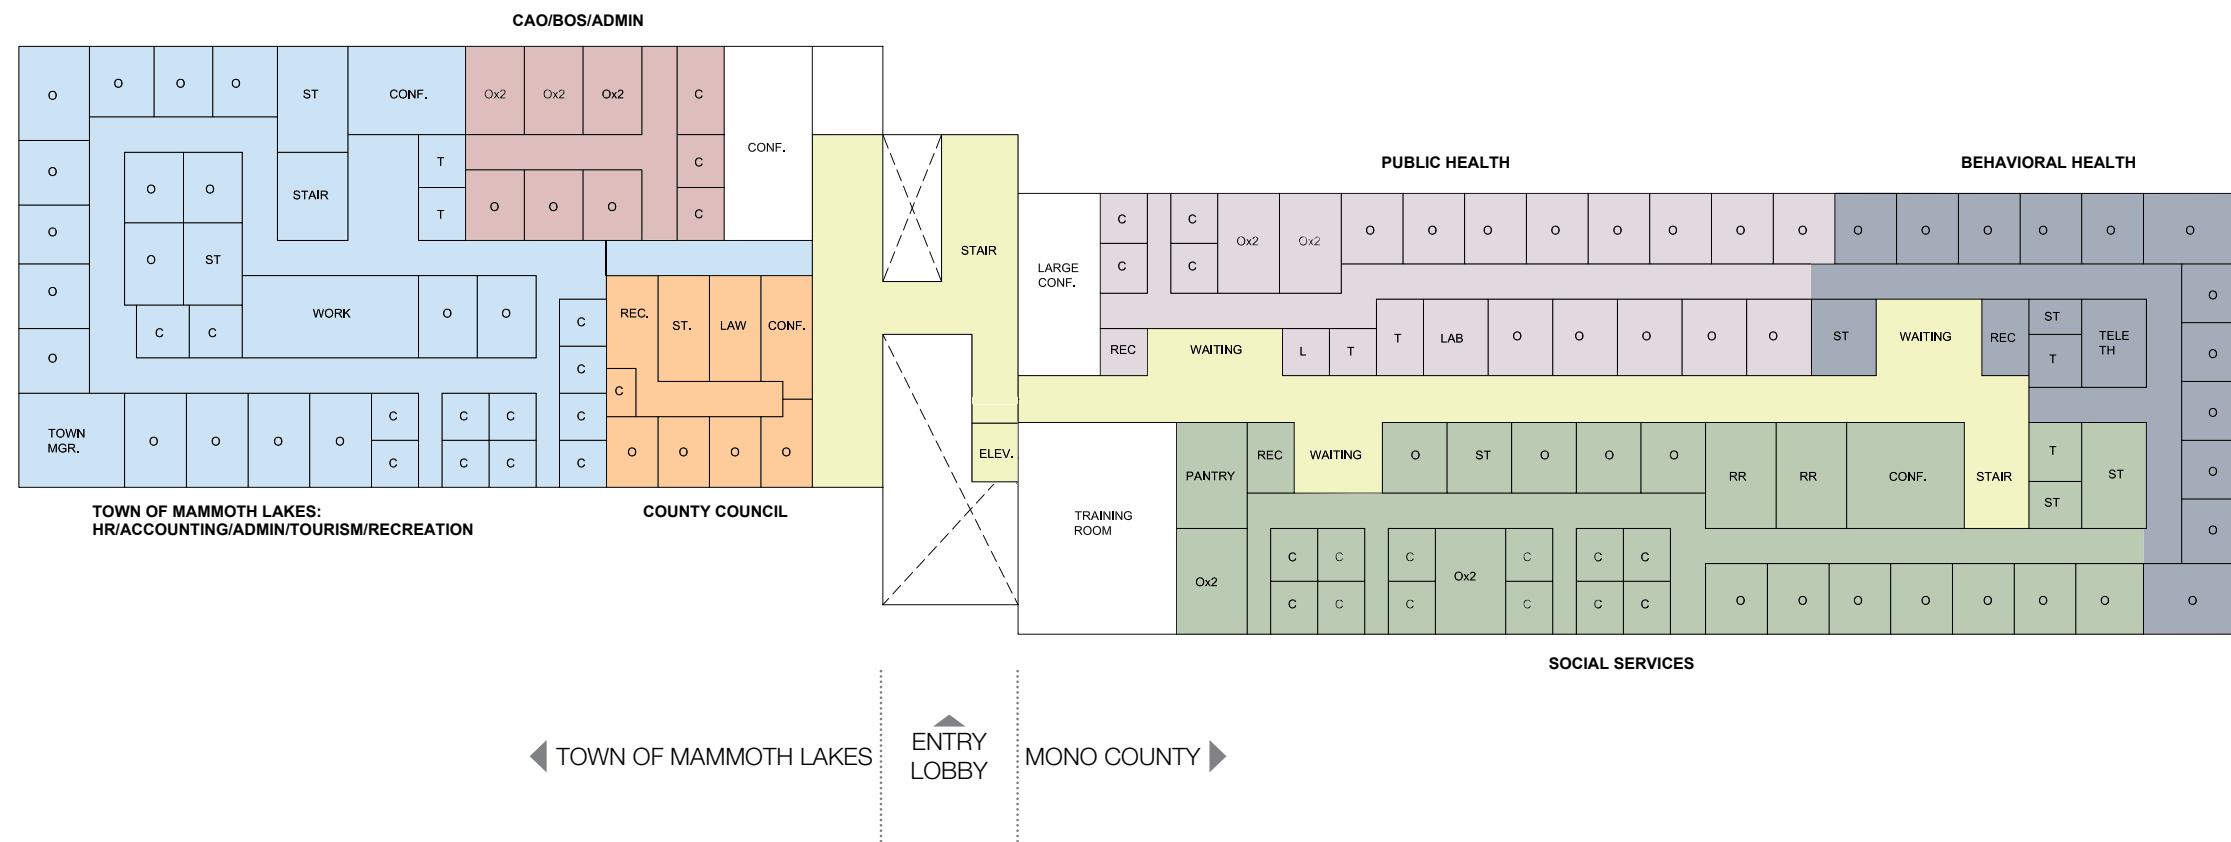 CAO/BOS/ADMIN
O O O O ST CONF. Ox2 Ox2 Ox2 C
CONF.
T C
O O O STAIR
T O O O C
O O ST STAIR
O WORK O O C REC. ST. LAW CONF.
C C
O C C
TOWN
MGR.
O O O O C C C C
C C C C O O O O
TOWN OF MAMMOTH LAKES:
HR/ACCOUNTING/ADMIN/TOURISM/RECREATION
COUNTY COUNCIL
ELEV.
PUBLIC HEALTH
BEHAVIORAL HEALTH
C C Ox2 Ox2 O O O O O O O O O O O O O O
C C
LARGE
CONF.
O
REC WAITING L T T LAB O O O O O ST WAITING REC ST
T
TELE
TH
O
O
PANTRY REC WAITING O ST O O O RR RR CONF. STAIR T ST O
ST
TRAINING
ROOM
O
C C C C C C
Ox2 Ox2
C C C C C C O O O O O O O O
SOCIAL SERVICES
TOWN OF MAMMOTH LAKES
ENTRY
LOBBY
MONO COUNTY